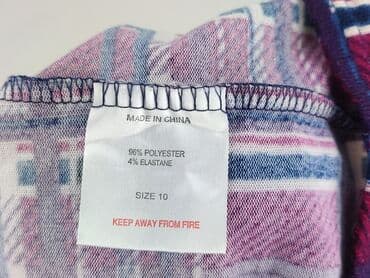 MADE IN CHINA
96% POLYESTER
4% ELASTANE
SIZE 10
KEEP AWAY FROM FIRE